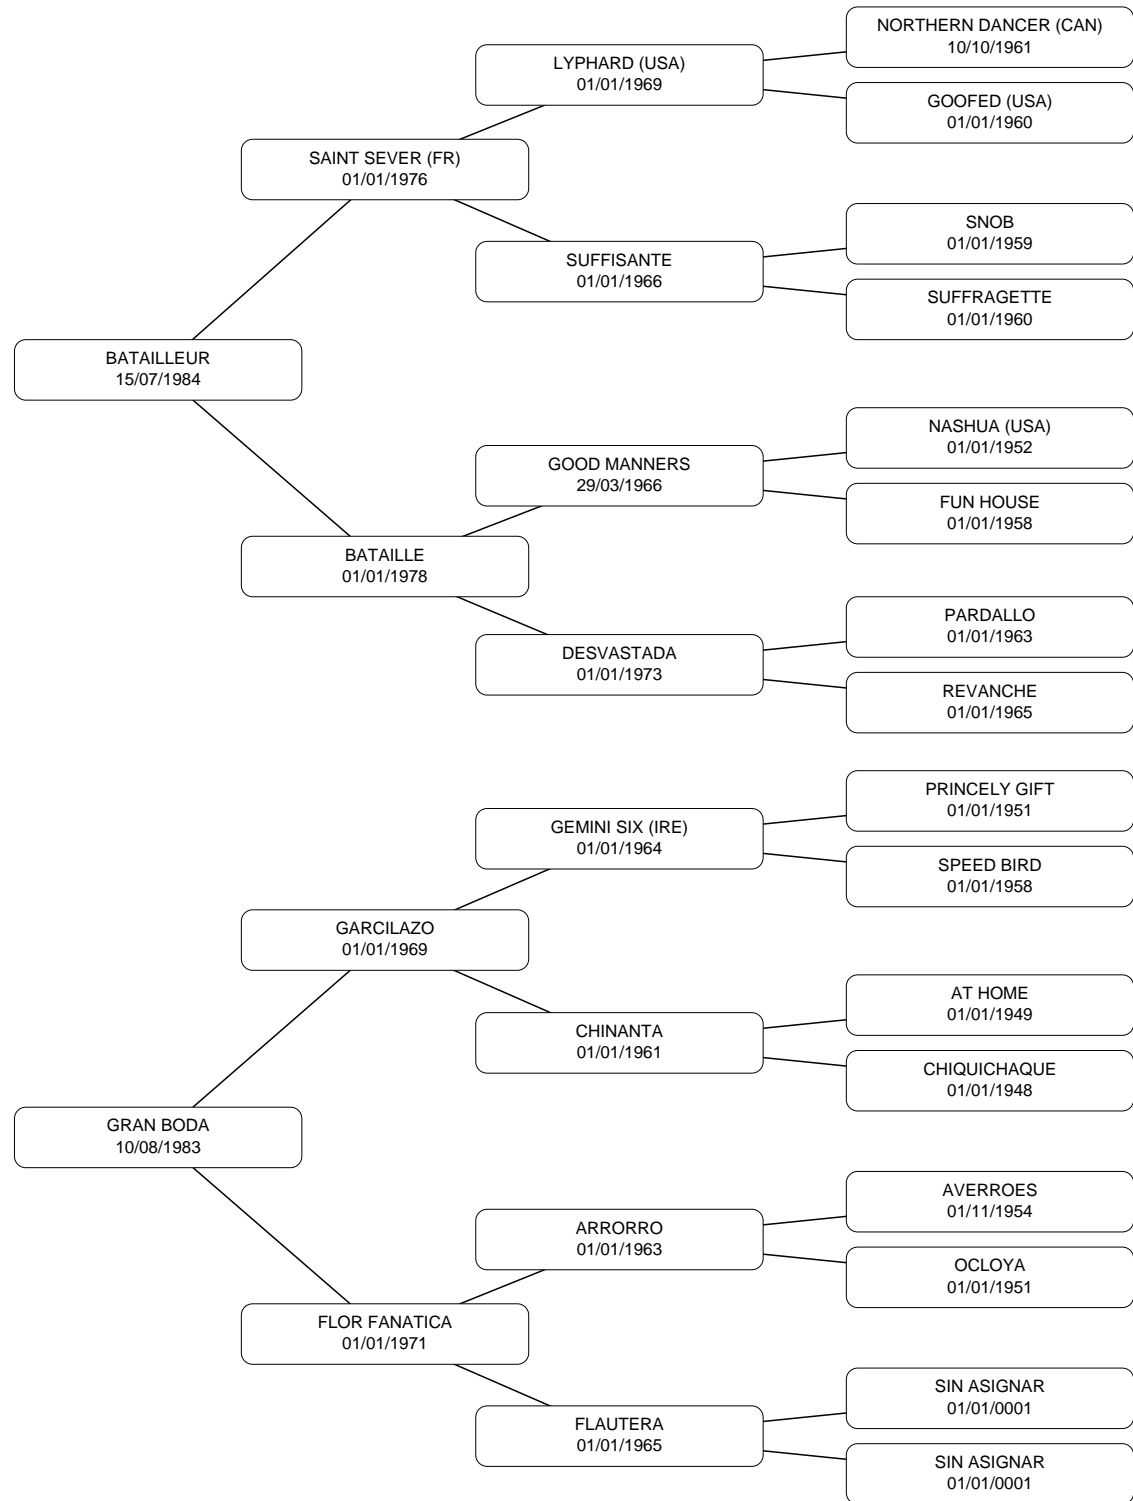 NORTHERN DANCER (CAN)
10/10/1961
LYPHARD (USA)
01/01/1969
GOOFED (USA)
01/01/1960
SAINT SEVER (FR)
01/01/1976
SNOB
01/01/1959
SUFFISANTE
01/01/1966
SUFFRAGETTE
01/01/1960
BATAILLEUR
15/07/1984
NASHUA (USA)
01/01/1952
GOOD MANNERS
29/03/1966
FUN HOUSE
01/01/1958
BATAILLE
01/01/1978
PARDALLO
01/01/1963
DESVASTADA
01/01/1973
REVANCHE
01/01/1965
PRINCELY GIFT
01/01/1951
GEMINI SIX (IRE)
01/01/1964
SPEED BIRD
01/01/1958
GARCILAZO
01/01/1969
AT HOME
01/01/1949
CHINANTA
01/01/1961
CHIQUICHAQUE
01/01/1948
GRAN BODA
10/08/1983
AVERROES
01/11/1954
ARRORRO
01/01/1963
OCLOYA
01/01/1951
FLOR FANATICA
01/01/1971
SIN ASIGNAR
01/01/0001
FLAUTERA
01/01/1965
SIN ASIGNAR
01/01/0001